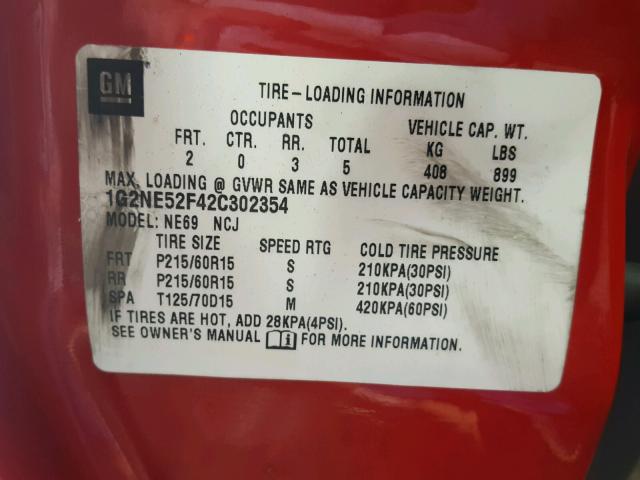 GM
TIRE-LOADING INFORMATION
OCCUPANTS VEHICLE CAP. WT.
FRT. CTR. RR. TOTAL KG LBS
2 0 3 5 408 899
MAX. LOADING @ GVWR SAME AS VEHICLE CAPACITY WEIGHT.
1G2NE52F42C302354
MODEL: NE69 NCJ
TIRE SIZE SPEED RTG COLD TIRE PRESSURE
FRT P215/60R15 S 210KPA(30PSI)
RR P215/60R15 S 210KPA(30PSI)
SPA T125/70D15 M 420KPA(60PSI)
IF TIRES ARE HOT, ADD 28KPA(4PSI).
SEE OWNER'S MANUAL FOR MORE INFORMATION.